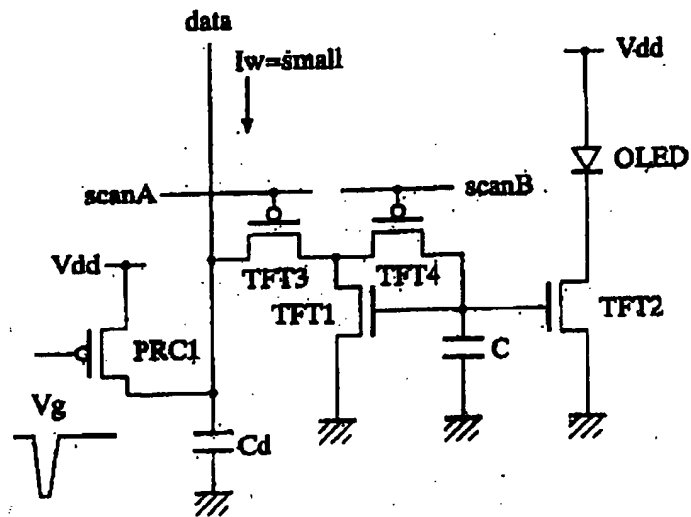 data
Iw=small
Vdd
OLED
scanA
scanB
Vdd
TFT3
TFT4
TFT1
TFT2
PRC1
C
Vg
Cd